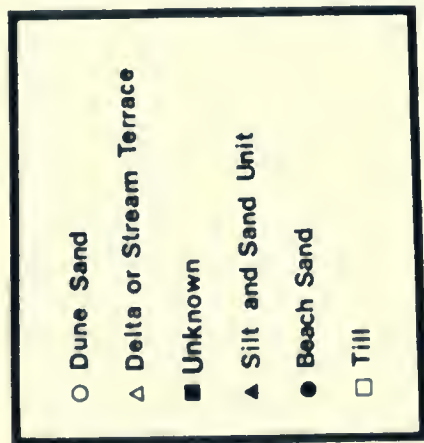 ○ Dune Sand
△ Delta or Stream Terrace
■ Unknown
▲ Silt and Sand Unit
● Beach Sand
□ Till